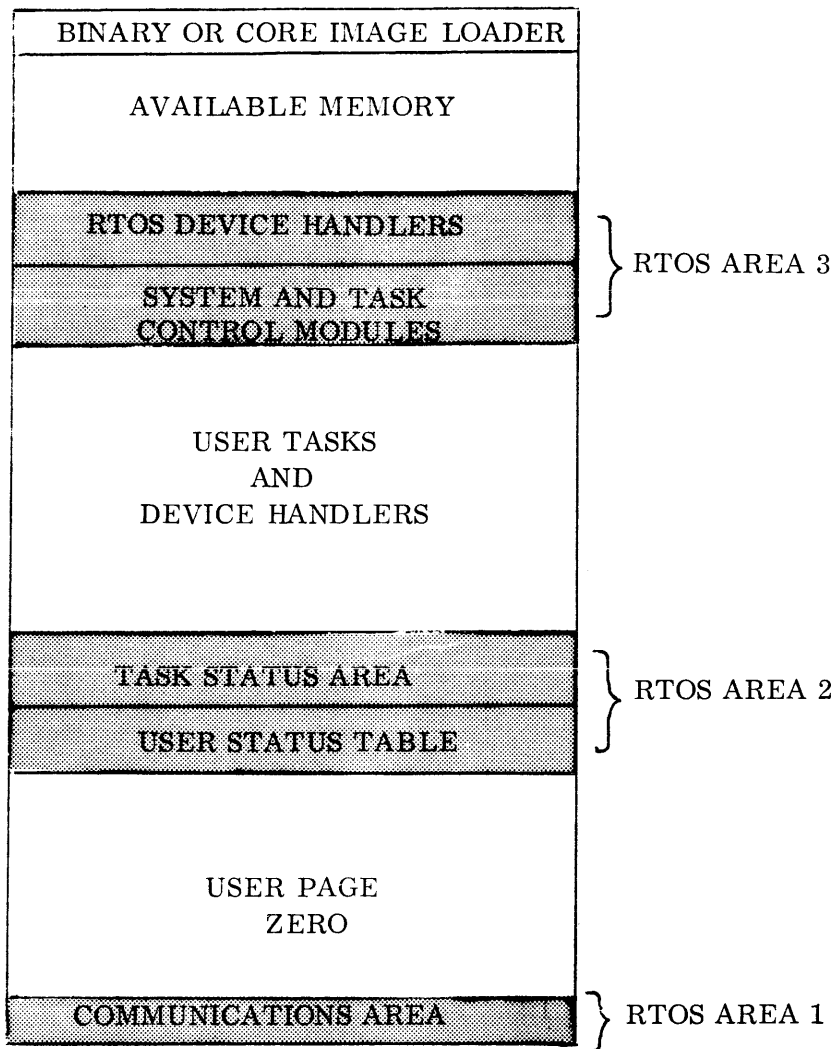 BINARY OR CORE IMAGE LOADER
AVAILABLE MEMORY
RTOS DEVICE HANDLERS
SYSTEM AND TASK
CONTROL MODULES
RTOS AREA 3
USER TASKS
AND
DEVICE HANDLERS
TASK STATUS AREA
USER STATUS TABLE
RTOS AREA 2
USER PAGE
ZERO
COMMUNICATIONS AREA
RTOS AREA 1